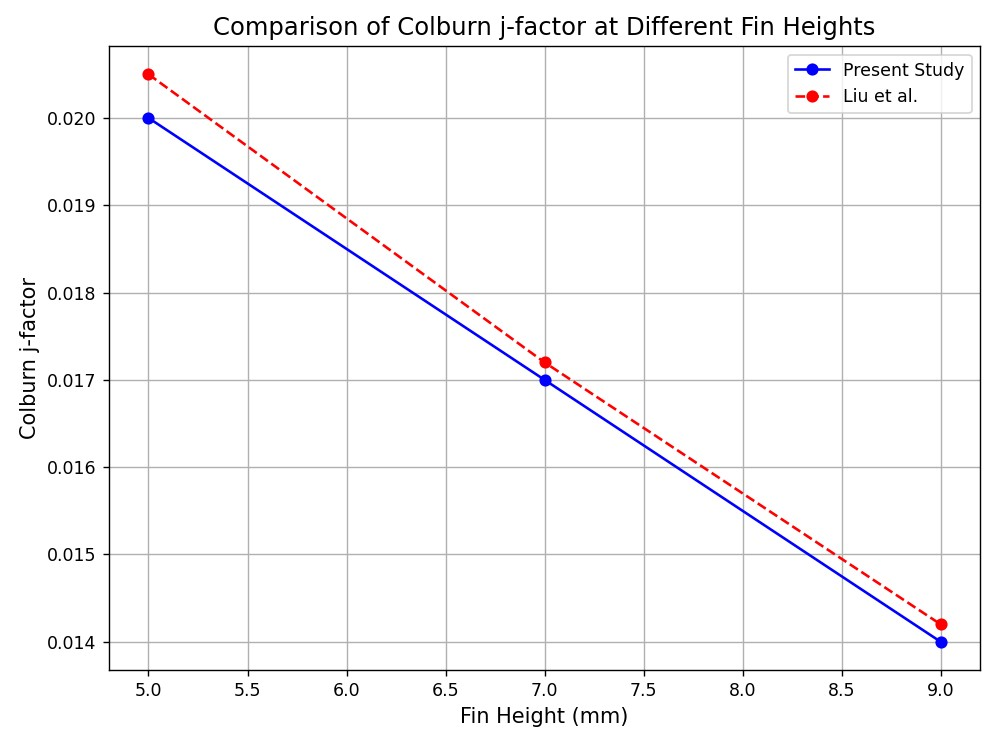 Comparison of Colburn j-factor at Different Fin Heights
Present Study
Liu et al.
Colburn j-factor
0.020
0.019
0.018
0.017
0.016
0.015
0.014
5.0 5.5 6.0 6.5 7.0 7.5 8.0 8.5 9.0
Fin Height (mm)